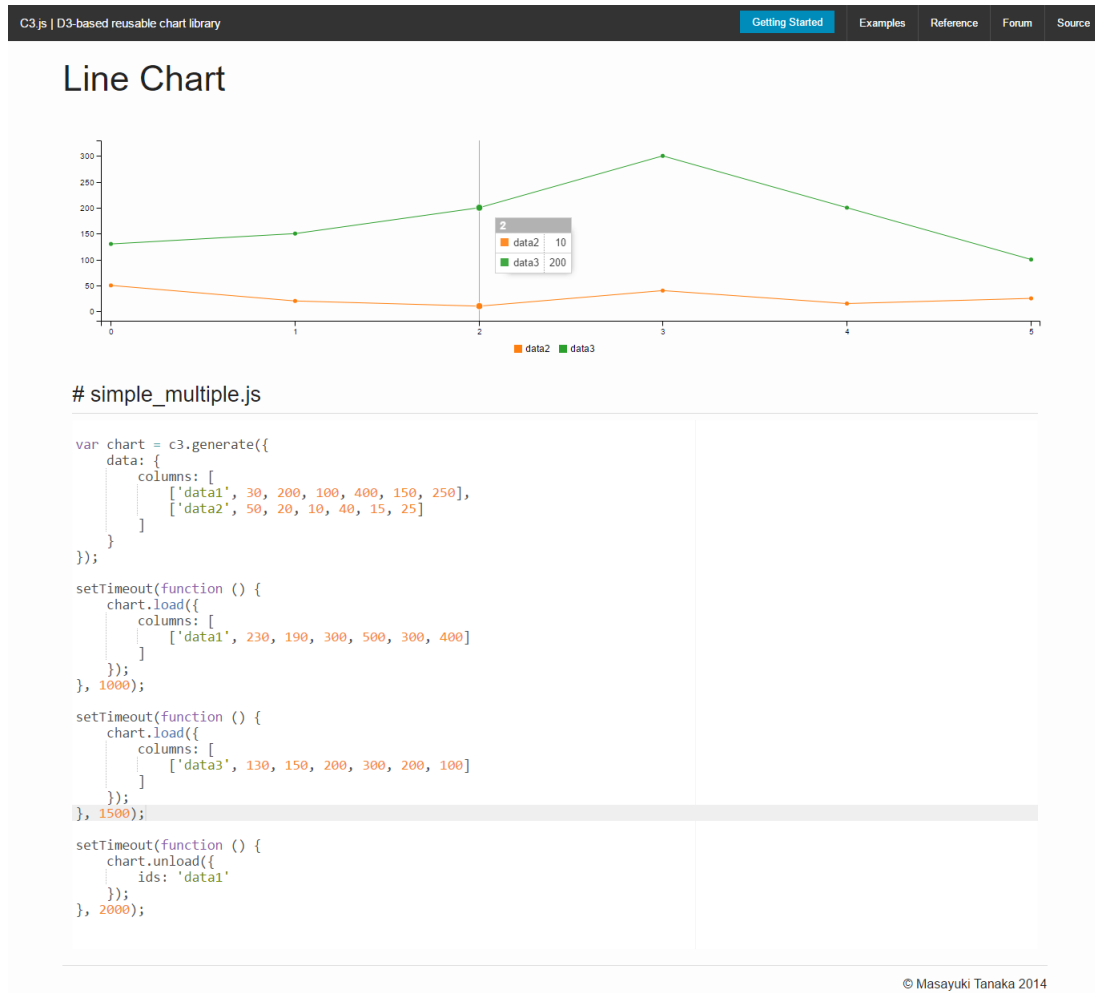 C3.js | D3-based reusable chart library Getting Started Examples Reference Forum Source
Line Chart
300
250
200
150
100
50
0
2
data2 10
data3 200
0 1 2 3 4 5
data2 data3
# simple_multiple.js
var chart = c3.generate({
    data: {
        columns: [
            ['data1', 30, 200, 100, 400, 150, 250],
            ['data2', 50, 20, 10, 40, 15, 25]
        ]
    }
});
setTimeout(function () {
    chart.load({
        columns: [
            ['data1', 230, 190, 300, 500, 300, 400]
        ]
    });
}, 1000);
setTimeout(function () {
    chart.load({
        columns: [
            ['data3', 130, 150, 200, 300, 200, 100]
        ]
    });
}, 1500);
setTimeout(function () {
    chart.unload({
        ids: 'data1'
    });
}, 2000);
© Masayuki Tanaka 2014